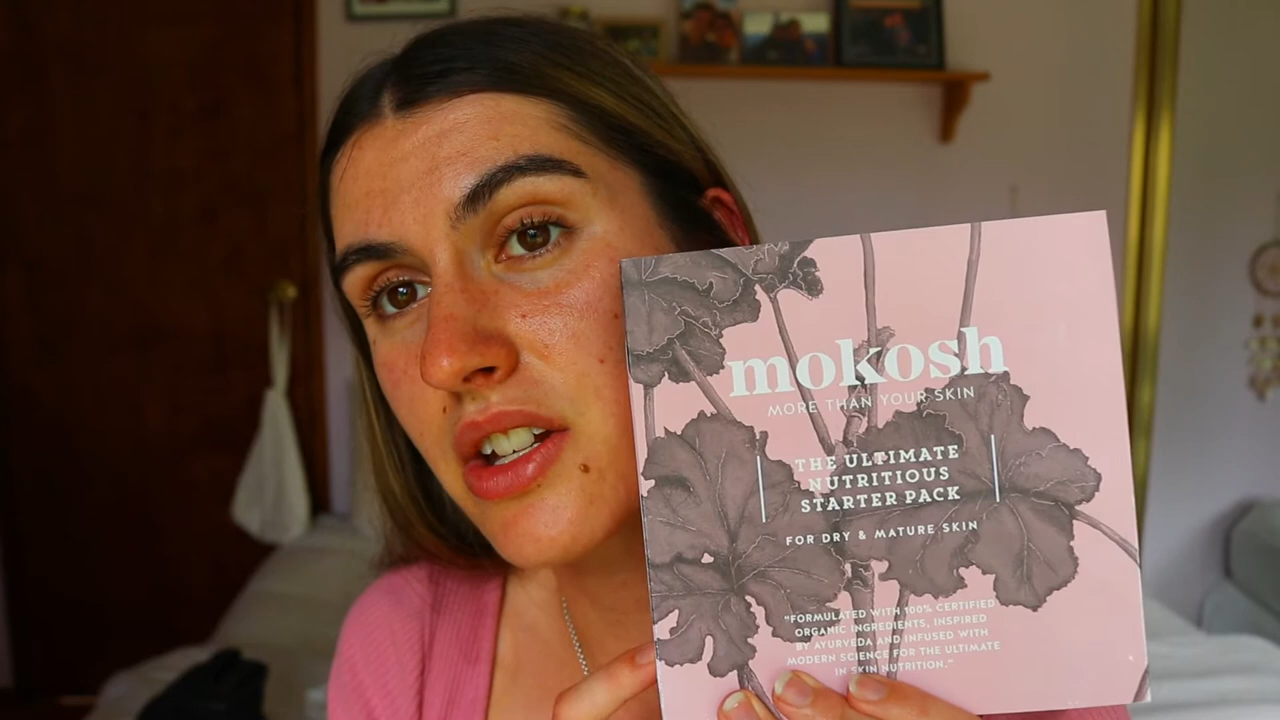 mokosh
MORE THAN YOUR SKIN
THE ULTIMATE
NUTRITIOUS
STARTER PACK
FOR DRY & MATURE SKIN
"FORMULATED WITH 100% CERTIFIED
ORGANIC INGREDIENTS, INSPIRED
BY AYURVEDA AND INFUSED WITH
MODERN SCIENCE FOR THE ULTIMATE
IN SKIN NUTRITION."